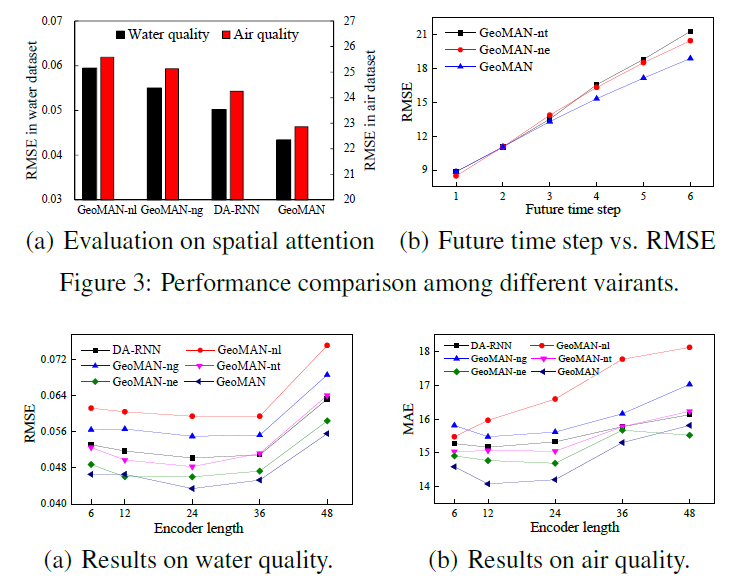 0.07
0.06
0.05
0.04
0.03
RMSE in water dataset
Water quality
Air quality
27
26
25
24
23
22
21
20
RMSE in air dataset
GeoMAN-nl GeoMAN-ng DA-RNN GeoMAN
(a) Evaluation on spatial attention
21
18
15
12
9
RMSE
GeoMAN-nt
GeoMAN-ne
GeoMAN
1 2 3 4 5 6
Future time step
(b) Future time step vs. RMSE
Figure 3: Performance comparison among different vairants.
0.072
0.064
0.056
0.048
0.040
RMSE
DA-RNN GeoMAN-nl
GeoMAN-ng GeoMAN-nt
GeoMAN-ne GeoMAN
6 12 24 36 48
Encoder length
(a) Results on water quality.
18
17
16
15
14
MAE
DA-RNN GeoMAN-nl
GeoMAN-ng GeoMAN-nt
GeoMAN-ne GeoMAN
6 12 24 36 48
Encoder length
(b) Results on air quality.